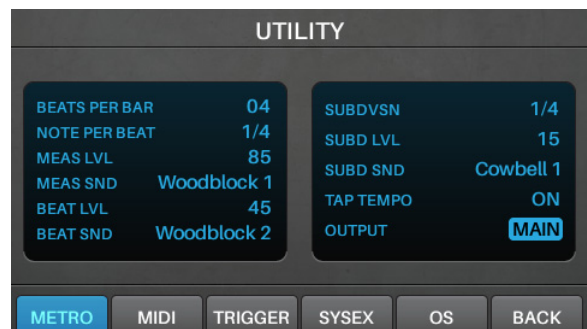 UTILITY
BEATS PER BAR 04
NOTE PER BEAT 1/4
MEAS LVL 85
MEAS SND Woodblock 1
BEAT LVL 45
BEAT SND Woodblock 2
SUBDVSN 1/4
SUBD LVL 15
SUBD SND Cowbell 1
TAP TEMPO ON
OUTPUT MAIN
METRO MIDI TRIGGER SYSEX OS BACK